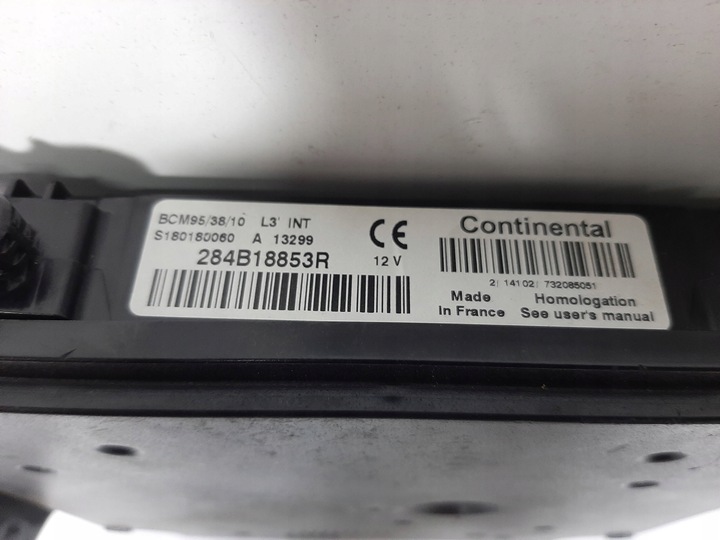 BCM95/38/10 L3' INT
S180180060 A 13299
284B18853R
12 V
CE
Continental
2/ 14102/ 732085051
Made
In France
Homologation
See user's manual